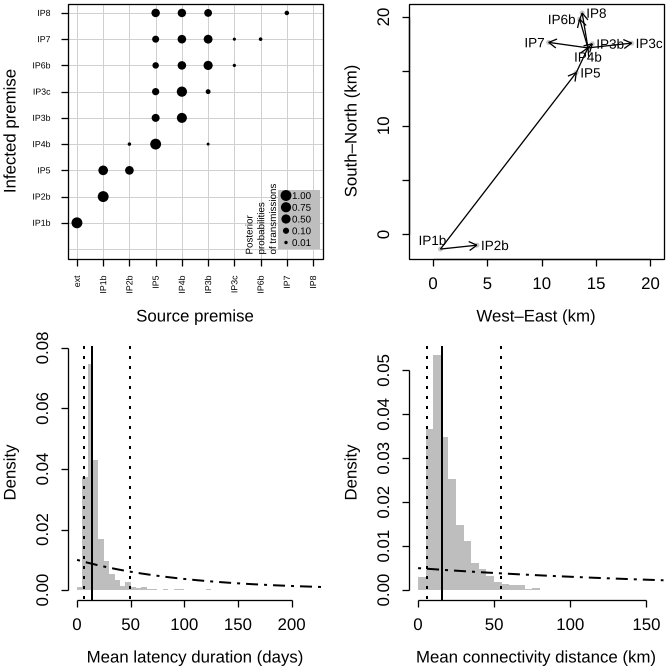 Infected premise
IP8
IP7
IP6b
IP3c
IP3b
IP4b
IP5
IP2b
IP1b
Posterior
probabilities
of transmissions
1.00
0.75
0.50
0.10
0.01
ext
IP1b
IP2b
IP5
IP4b
IP3b
IP3c
IP6b
IP7
IP8
Source premise
South–North (km)
20
10
0
IP8
IP6b
IP7
IP3b
IP3c
IP4b
IP5
IP1b
IP2b
0 5 10 15 20
West–East (km)
Density
0.08
0.06
0.04
0.02
0.00
0 50 100 150 200
Mean latency duration (days)
Density
0.05
0.04
0.03
0.02
0.01
0.00
0 50 100 150
Mean connectivity distance (km)